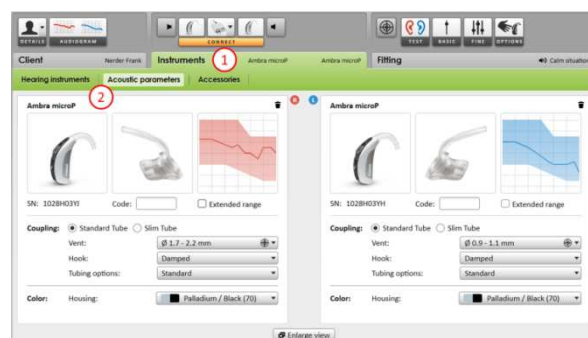 DETAILS AUDIOGRAM CONNECT TEST BASIC FINE OPTIONS
Client Nerder Frank Instruments 1 Ambra microP Ambra microP Fitting Calm situation
Hearing instruments Acoustic parameters Accessories
2
Ambra microP R L Ambra microP
SN: 1028H03YJ Code: Extended range SN: 1028H03YH Code: Extended range
Coupling: Standard Tube Slim Tube Coupling: Standard Tube Slim Tube
Vent: Ø 1.7 - 2.2 mm Vent: Ø 0.9 - 1.1 mm
Hook: Damped Hook: Damped
Tubing options: Standard Tubing options: Standard
Color: Housing: Palladium / Black (70) Color: Housing: Palladium / Black (70)
Enlarge view